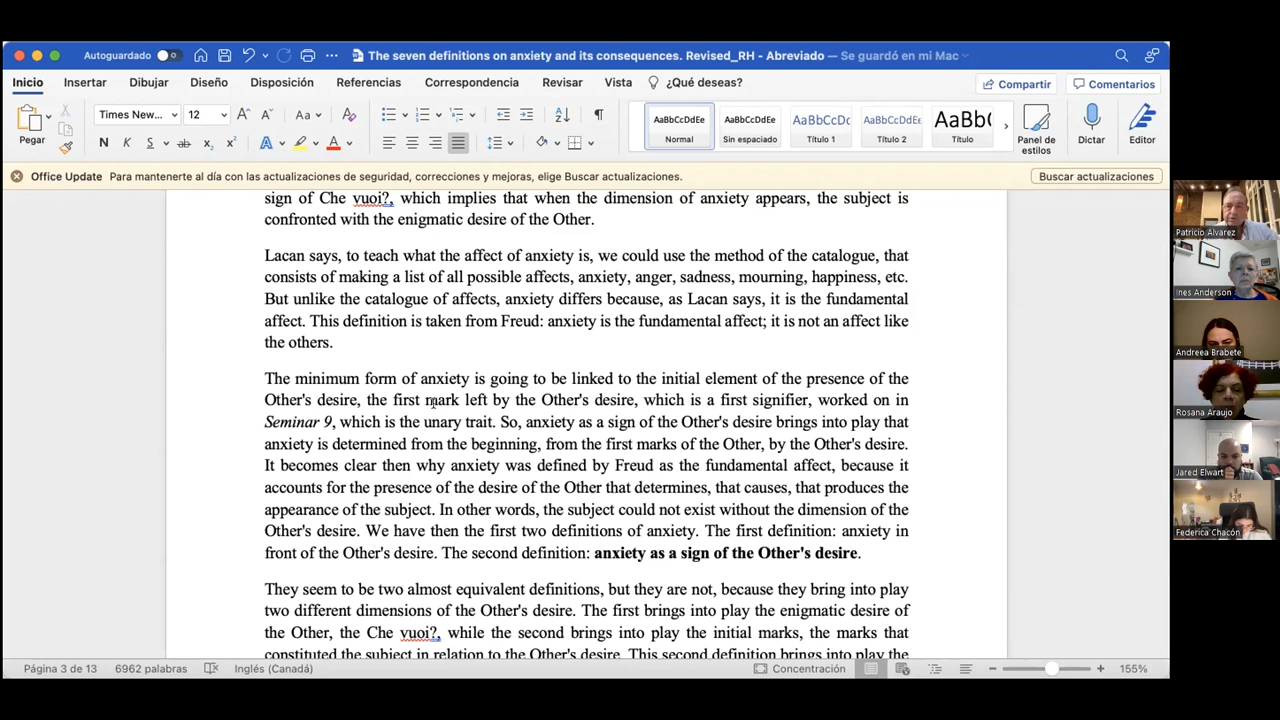 Autoguardado
The seven definitions on anxiety and its consequences. Revised_RH - Abreviado — Se guardó en mi Mac
Inicio Insertar Dibujar Diseño Disposición Referencias Correspondencia Revisar Vista ¿Qué deseas? Compartir Comentarios
Pegar
Times New... 12
N K S ab x₂ x²
AaBbCcDdEe Normal
AaBbCcDdEe Sin espaciado
AaBbCcDc Título 1
AaBbCcDdEe Título 2
AaBb( Título
Panel de estilos
Dictar
Editor
Office Update Para mantenerte al día con las actualizaciones de seguridad, correcciones y mejoras, elige Buscar actualizaciones. Buscar actualizaciones
sign of Che vuoi?, which implies that when the dimension of anxiety appears, the subject is
confronted with the enigmatic desire of the Other.
Lacan says, to teach what the affect of anxiety is, we could use the method of the catalogue, that
consists of making a list of all possible affects, anxiety, anger, sadness, mourning, happiness, etc.
But unlike the catalogue of affects, anxiety differs because, as Lacan says, it is the fundamental
affect. This definition is taken from Freud: anxiety is the fundamental affect; it is not an affect like
the others.
The minimum form of anxiety is going to be linked to the initial element of the presence of the
Other's desire, the first mark left by the Other's desire, which is a first signifier, worked on in
Seminar 9, which is the unary trait. So, anxiety as a sign of the Other's desire brings into play that
anxiety is determined from the beginning, from the first marks of the Other, by the Other's desire.
It becomes clear then why anxiety was defined by Freud as the fundamental affect, because it
accounts for the presence of the desire of the Other that determines, that causes, that produces the
appearance of the subject. In other words, the subject could not exist without the dimension of the
Other's desire. We have then the first two definitions of anxiety. The first definition: anxiety in
front of the Other's desire. The second definition: anxiety as a sign of the Other's desire.
They seem to be two almost equivalent definitions, but they are not, because they bring into play
two different dimensions of the Other's desire. The first brings into play the enigmatic desire of
the Other, the Che vuoi?, while the second brings into play the initial marks, the marks that
constituted the subject in relation to the Other's desire. This second definition brings into play the
Página 3 de 13 6962 palabras Inglés (Canadá) Concentración 155%
Patricio Alvarez
Ines Anderson
Andreea Brabete
Rosana Araujo
Jared Elwart
Federica Chacón